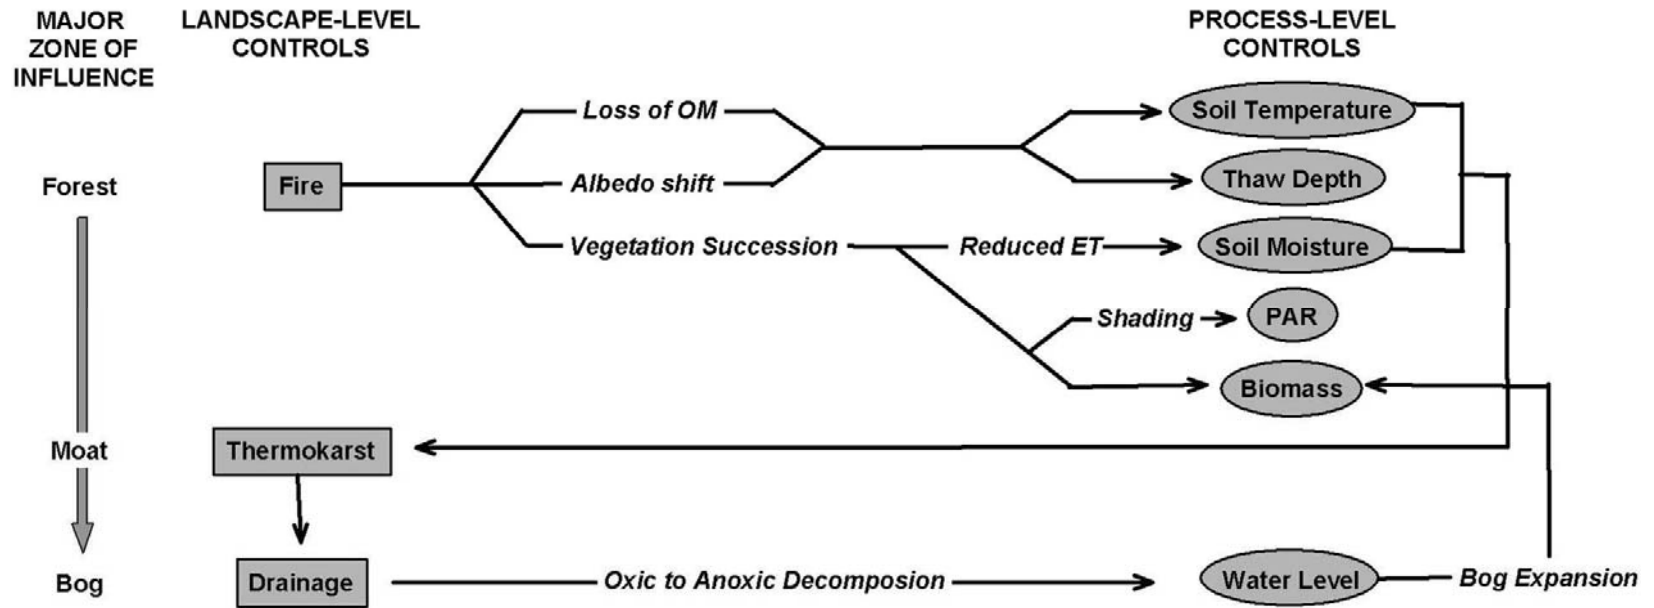 MAJOR
ZONE OF
INFLUENCE
LANDSCAPE-LEVEL
CONTROLS
PROCESS-LEVEL
CONTROLS
Loss of OM
Soil Temperature
Forest
Fire
Albedo shift
Thaw Depth
Vegetation Succession
Reduced ET
Soil Moisture
Shading
PAR
Biomass
Moat
Thermokarst
Bog
Drainage
Oxic to Anoxic Decomposion
Water Level
Bog Expansion